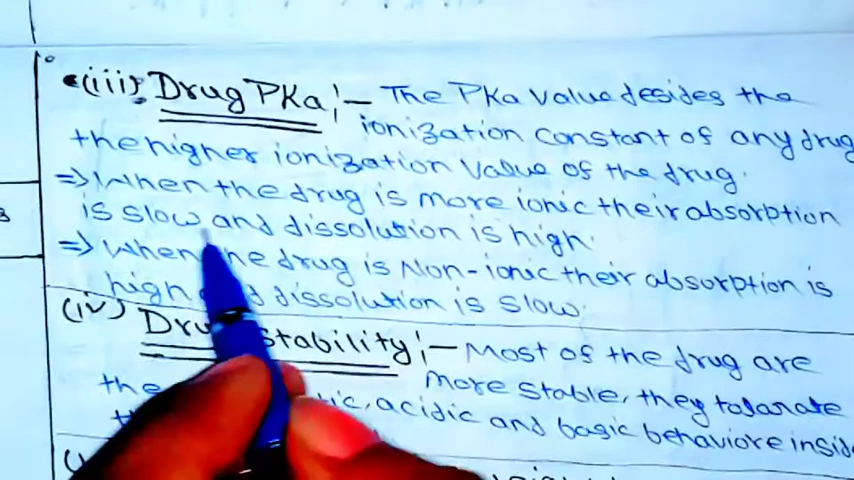 (iii) Drug PKa :- The PKa value desides the
ionization constant of any drug
the higher ionization value of the drug.
=> When the drug is more ionic their absorption
is slow and dissolution is high.
=> When the drug is Non-ionic their absorption is
high dissolution is slow.
(iv) Drug Stability :- Most of the drug are
more stable, they tolarate
the acidic and basic behaviore inside